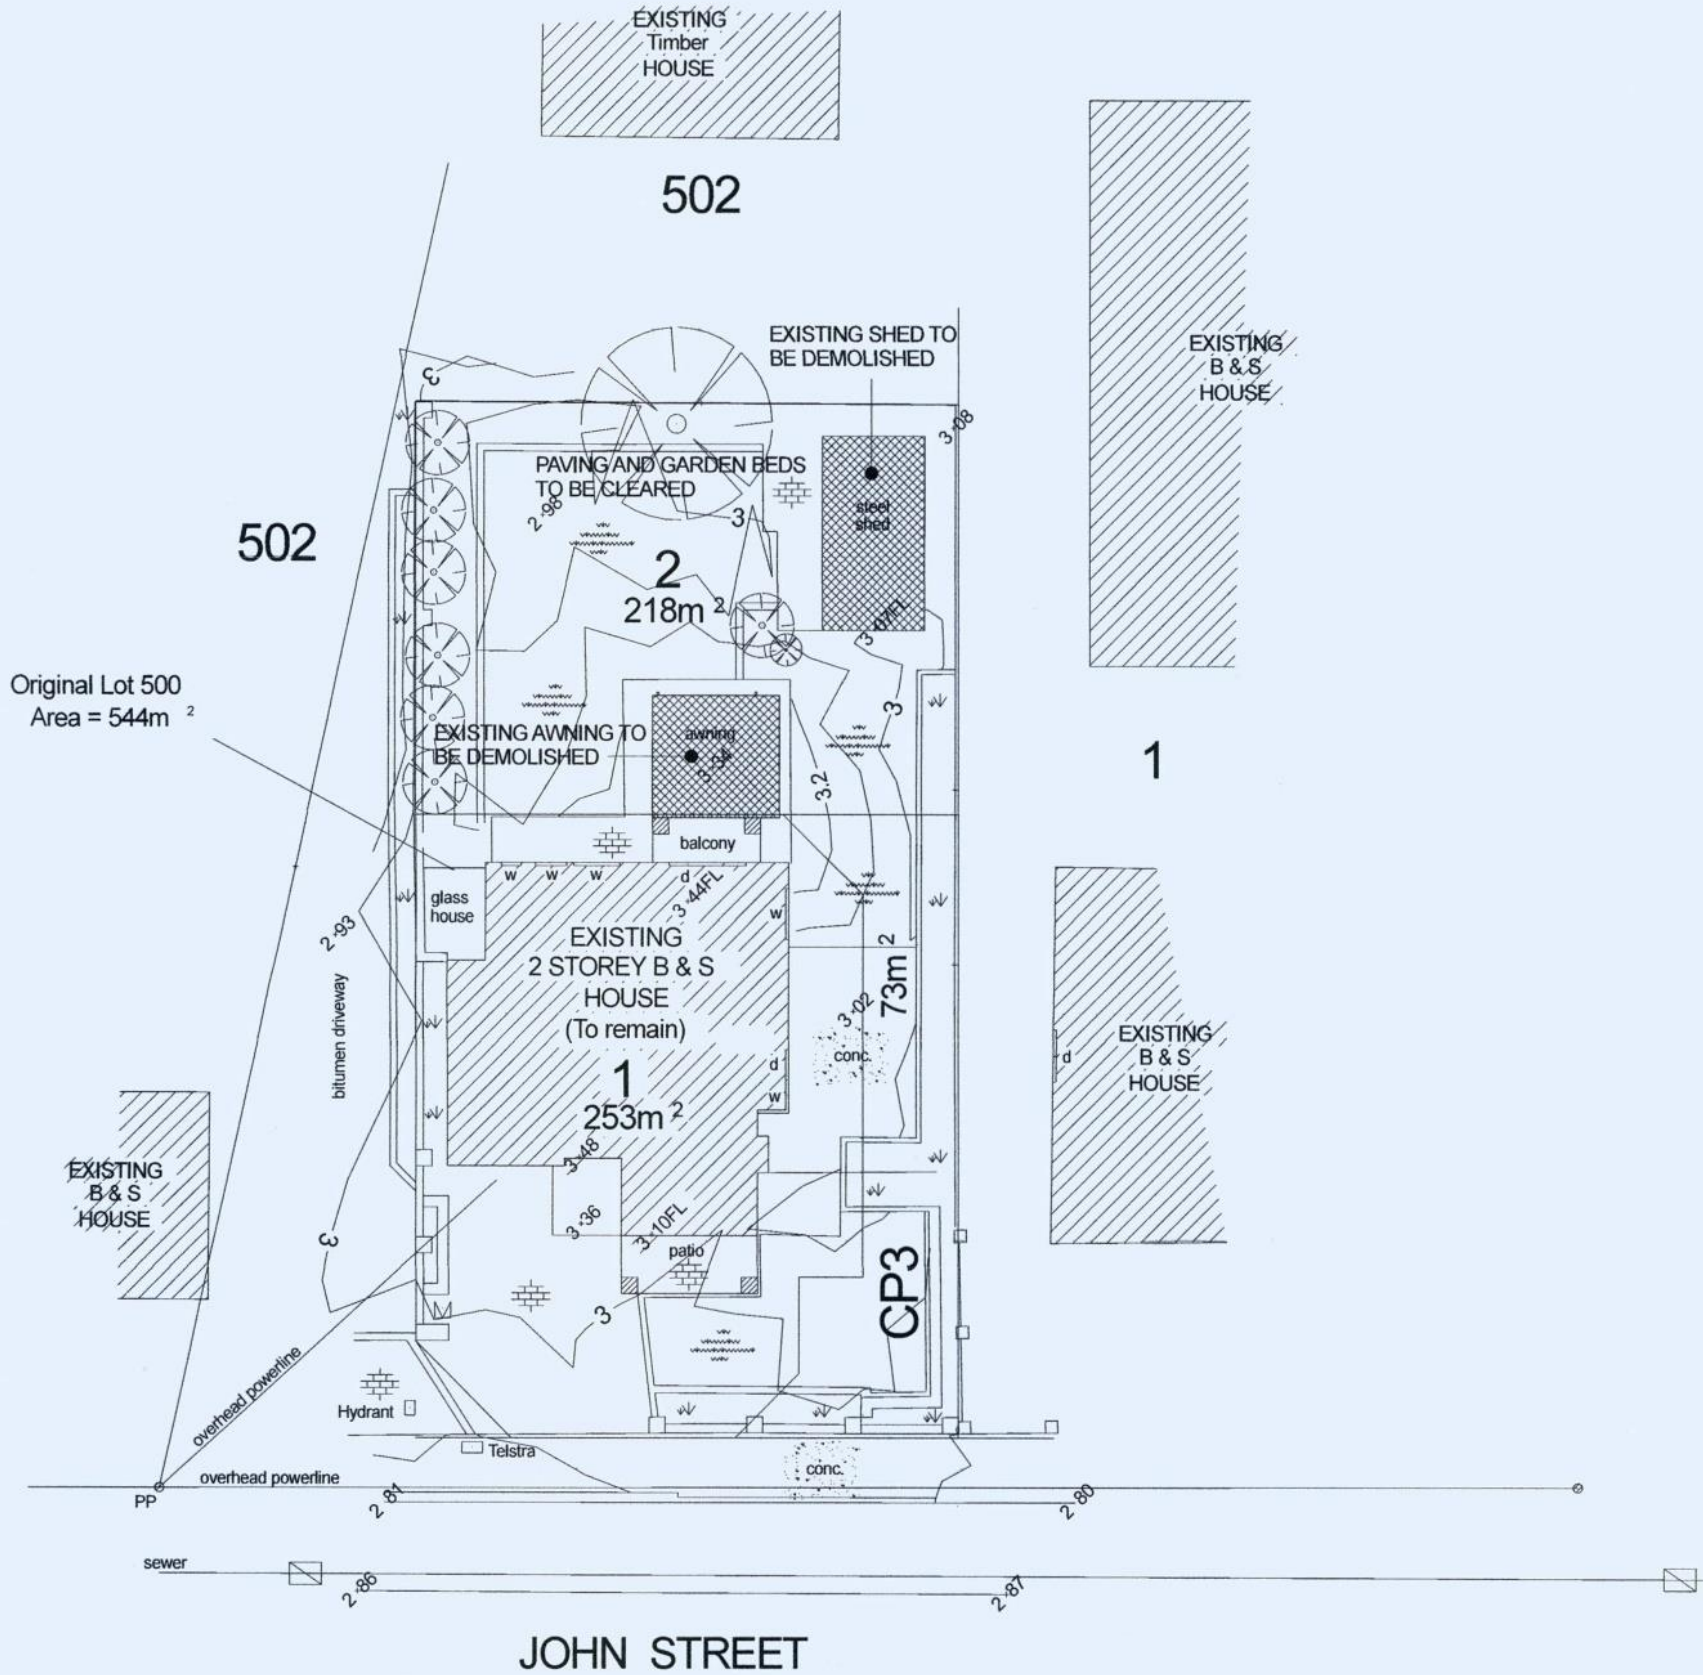 EXISTING
Timber
HOUSE
502
EXISTING SHED TO
BE DEMOLISHED
EXISTING
B & S
HOUSE
3
3·08
PAVING AND GARDEN BEDS
TO BE CLEARED
steel
shed
2·98
3
502
2
218m 2
3·07FL
Original Lot 500
Area = 544m 2
3
EXISTING AWNING TO
BE DEMOLISHED
awning
1
3.2
balcony
w
w
w
d
3·44FL
glass
house
w
2·93
EXISTING
2 STOREY B & S
HOUSE
(To remain)
73m 2
3·02
bitumen driveway
conc.
d
w
EXISTING
B & S
HOUSE
d
1
253m 2
3·48
EXISTING
B & S
HOUSE
3·36
3·10FL
3
patio
CP3
M
3
overhead powerline
Hydrant
Telstra
conc.
overhead powerline
PP
2·81
2·80
sewer
2·86
2·87
JOHN STREET